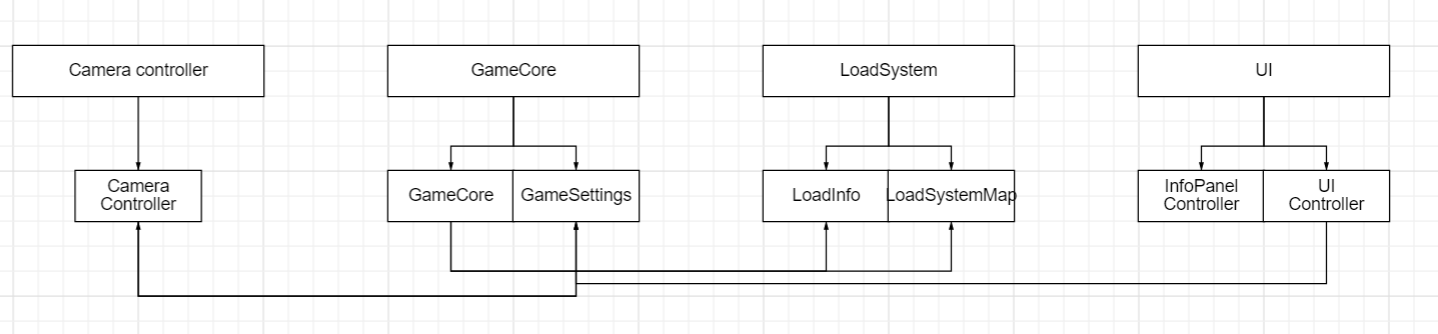 Camera controller
GameCore
LoadSystem
UI
Camera
Controller
GameCore
GameSettings
LoadInfo
LoadSystemMap
InfoPanel
Controller
UI
Controller